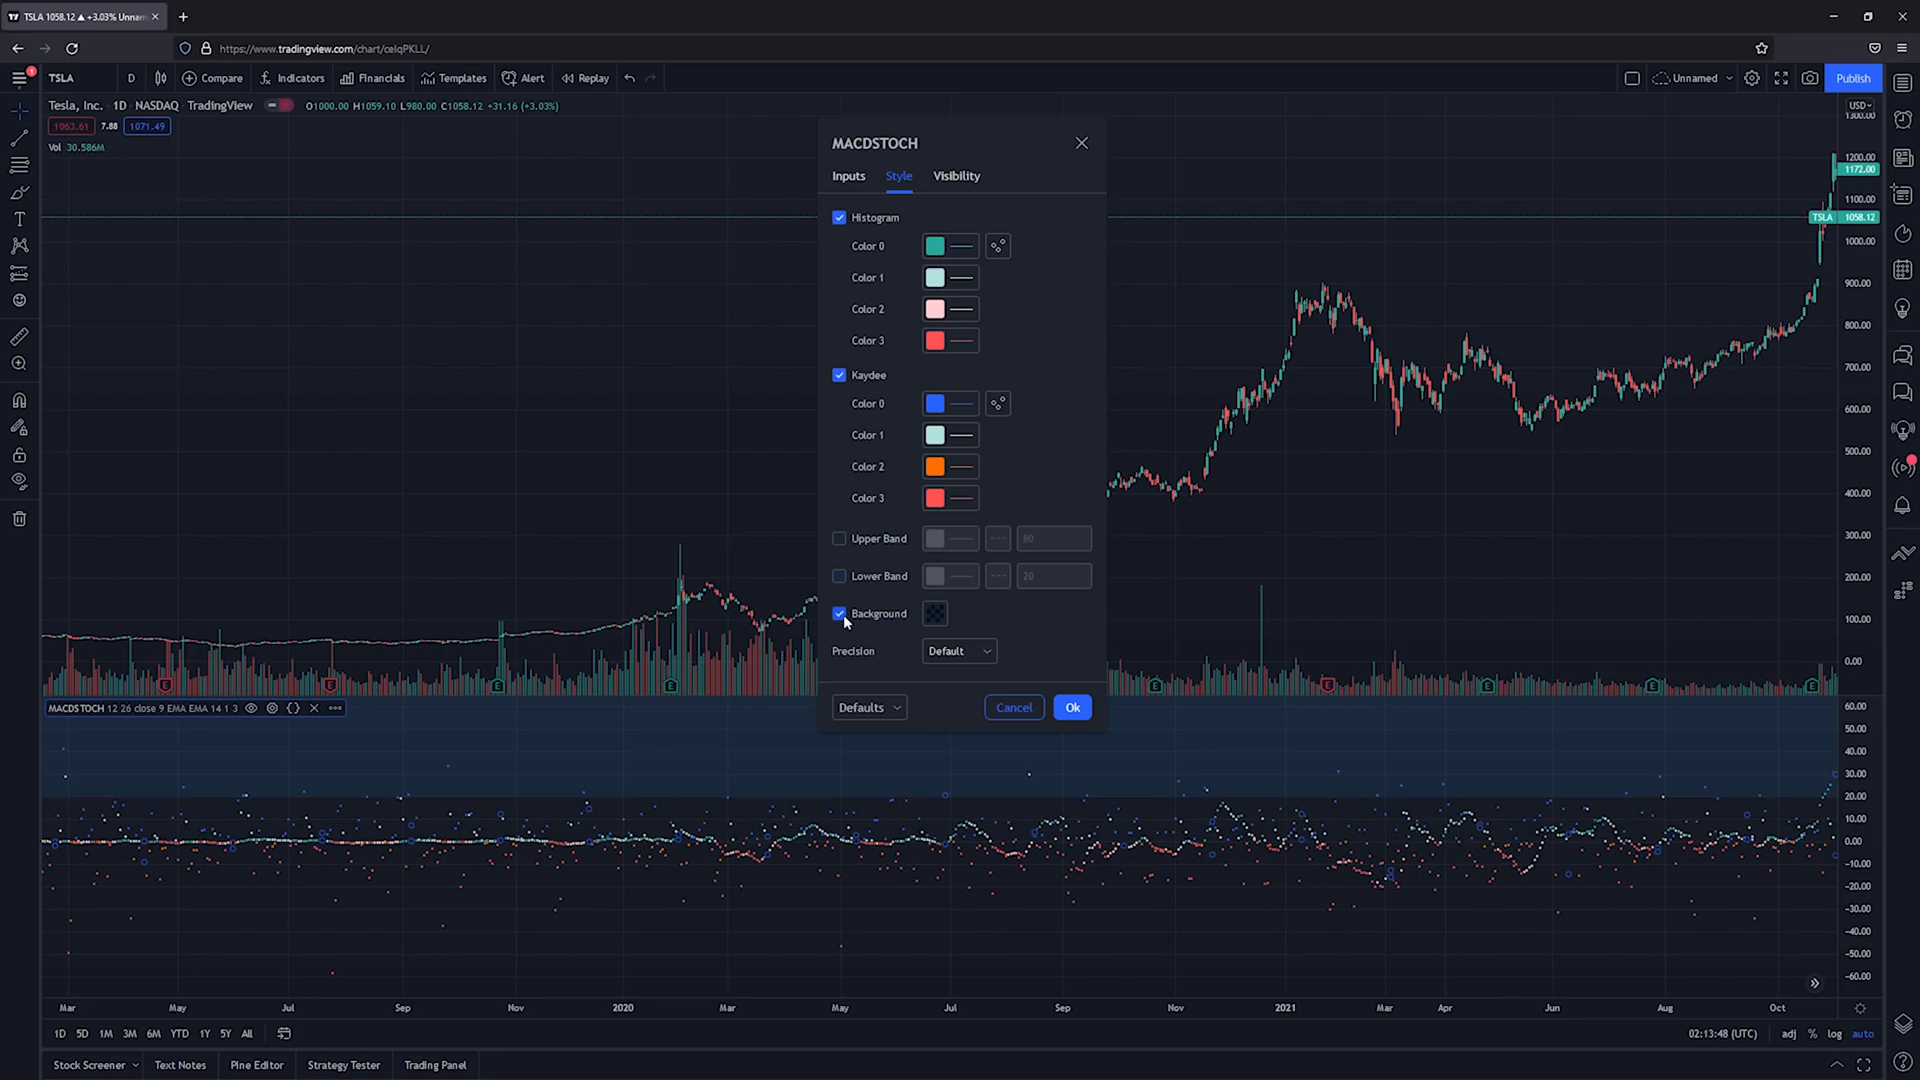 TSLA 1058.12 ▲ +3.03% Unnam
https://www.tradingview.com/chart/celqPKLL/
TSLA D Compare Indicators Financials Templates Alert Replay Unnamed Publish
Tesla, Inc. · 1D · NASDAQ · TradingView O1000.00 H1059.10 L980.00 C1058.12 +31.16 (+3.03%)
1063.61 7.88 1071.49
Vol 30.586M
USD
1300.00
1200.00
1172.00
1100.00
TSLA 1058.12
1000.00
900.00
800.00
700.00
600.00
500.00
400.00
300.00
200.00
100.00
0.00
MACDSTOCH
Inputs Style Visibility
Histogram
Color 0
Color 1
Color 2
Color 3
Kaydee
Color 0
Color 1
Color 2
Color 3
Upper Band 80
Lower Band 20
Background
Precision Default
Defaults Cancel Ok
E E E E E E E E E
MACDSTOCH 12 26 close 9 EMA EMA 14 1 3
60.00
50.00
40.00
30.00
20.00
10.00
0.00
-10.00
-20.00
-30.00
-40.00
-50.00
-60.00
Mar May Jul Sep Nov 2020 Mar May Jul Sep Nov 2021 Mar Apr Jun Aug Oct
1D 5D 1M 3M 6M YTD 1Y 5Y All 02:13:48 (UTC) adj % log auto
Stock Screener Text Notes Pine Editor Strategy Tester Trading Panel